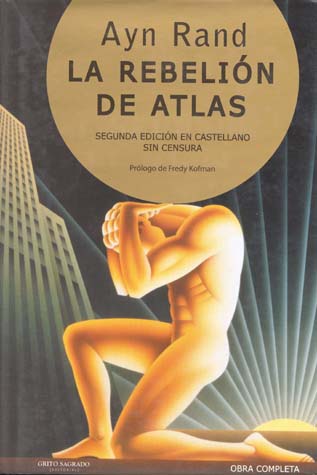 Ayn Rand
LA REBELIÓN
DE ATLAS
SEGUNDA EDICIÓN EN CASTELLANO
SIN CENSURA
Prólogo de Fredy Kofman
GRITO SAGRADO
EDITORIAL
OBRA COMPLETA